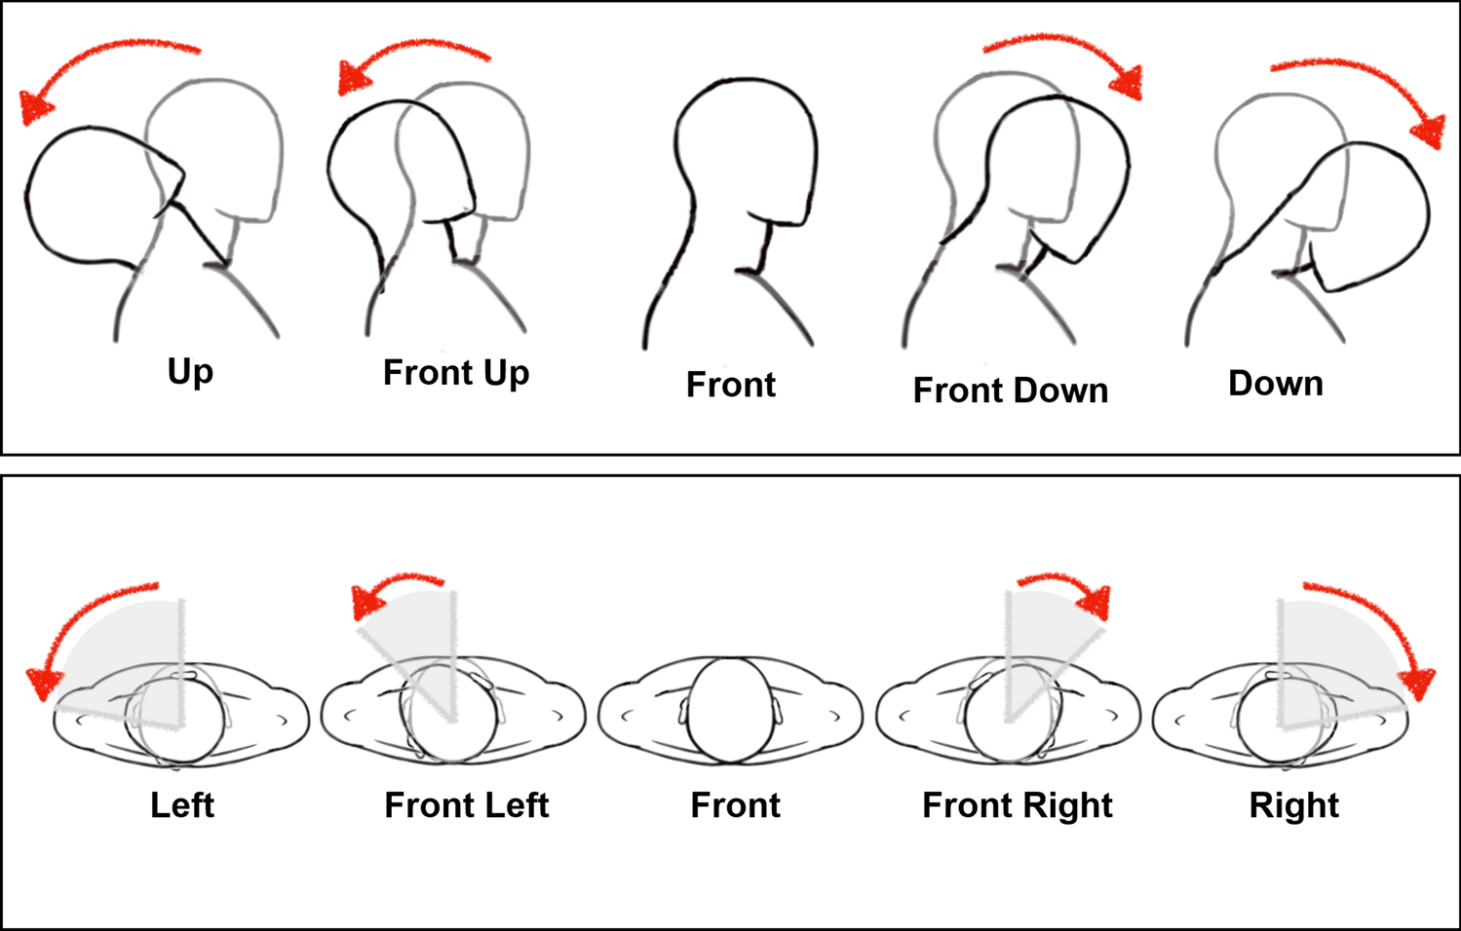 Up
Front Up
Front
Front Down
Down
Left
Front Left
Front
Front Right
Right